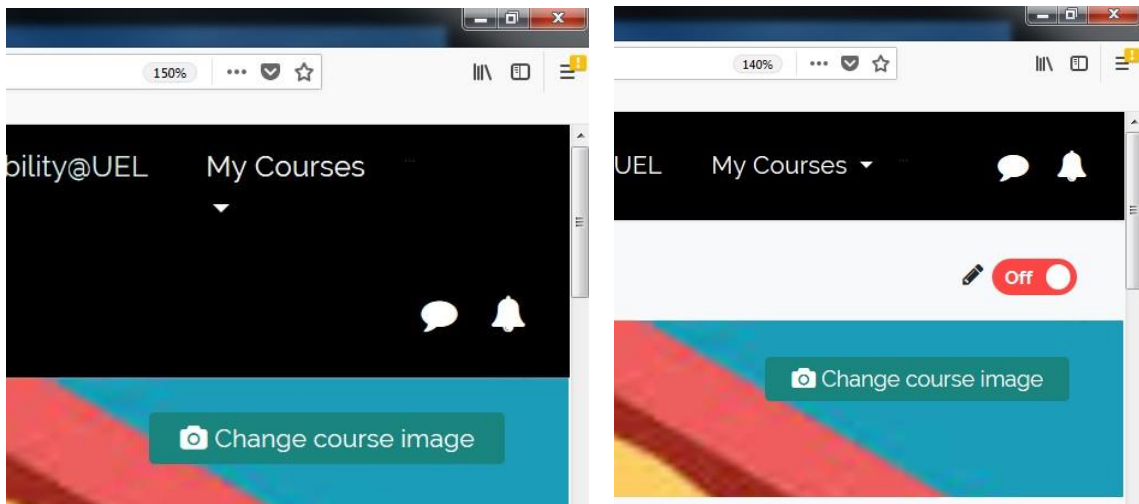 150%
bility@UEL My Courses
Change course image
140%
UEL My Courses
Off
Change course image